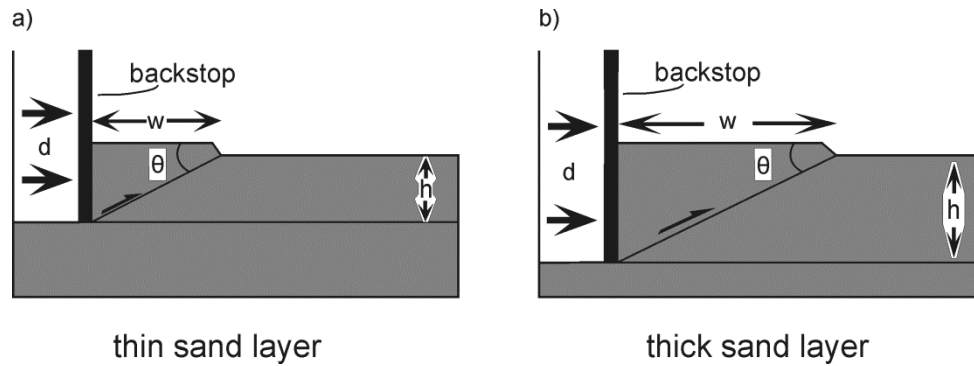 a)
backstop
w
d
θ
h
thin sand layer
b)
backstop
w
d
θ
h
thick sand layer